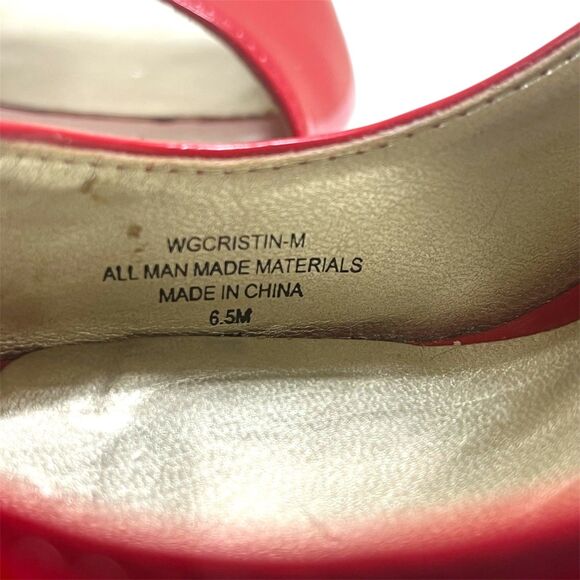 WGCRISTIN-M
ALL MAN MADE MATERIALS
MADE IN CHINA
6.5M